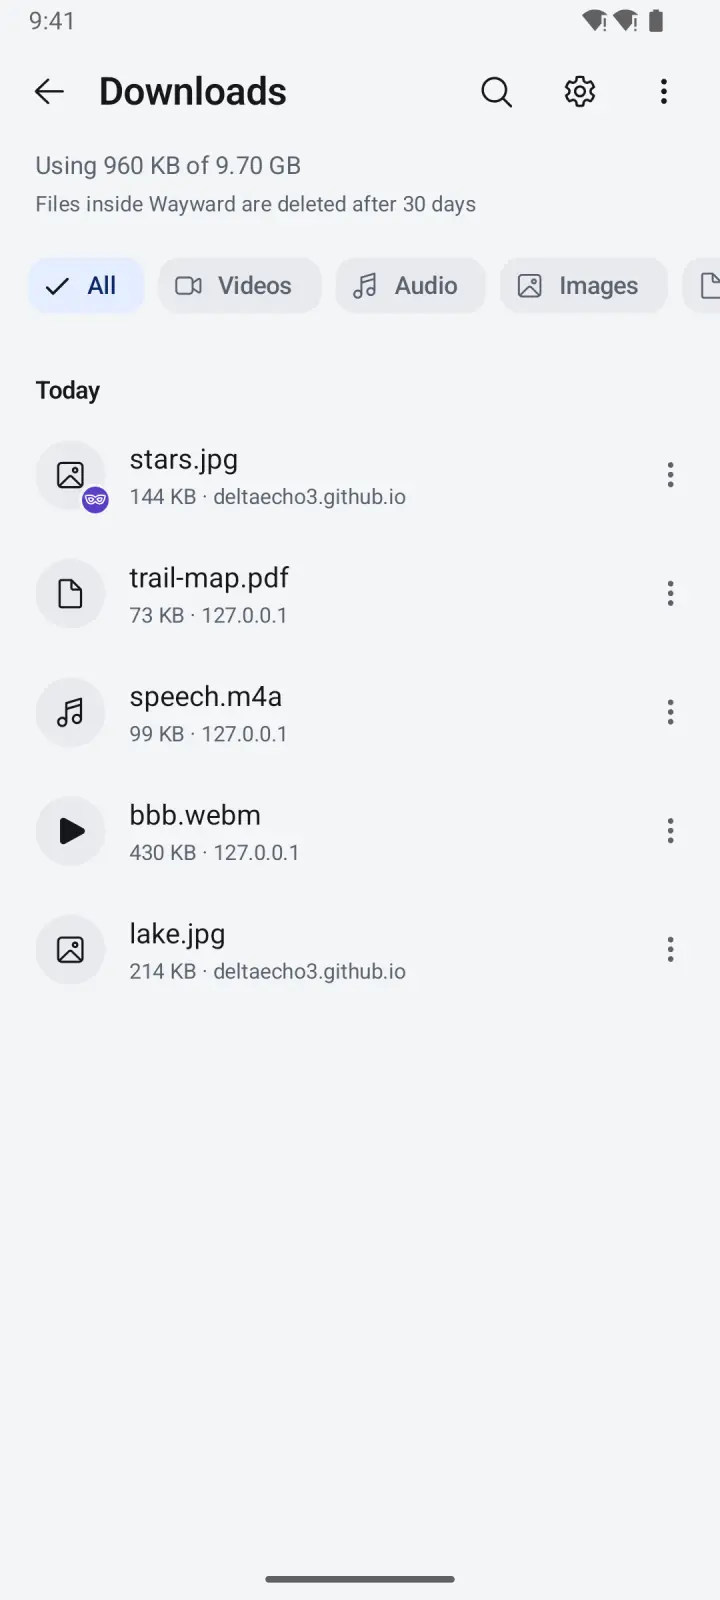 9:41
Downloads
Using 960 KB of 9.70 GB
Files inside Wayward are deleted after 30 days
All
Videos
Audio
Images
Today
stars.jpg
144 KB · deltaecho3.github.io
trail-map.pdf
73 KB · 127.0.0.1
speech.m4a
99 KB · 127.0.0.1
bbb.webm
430 KB · 127.0.0.1
lake.jpg
214 KB · deltaecho3.github.io